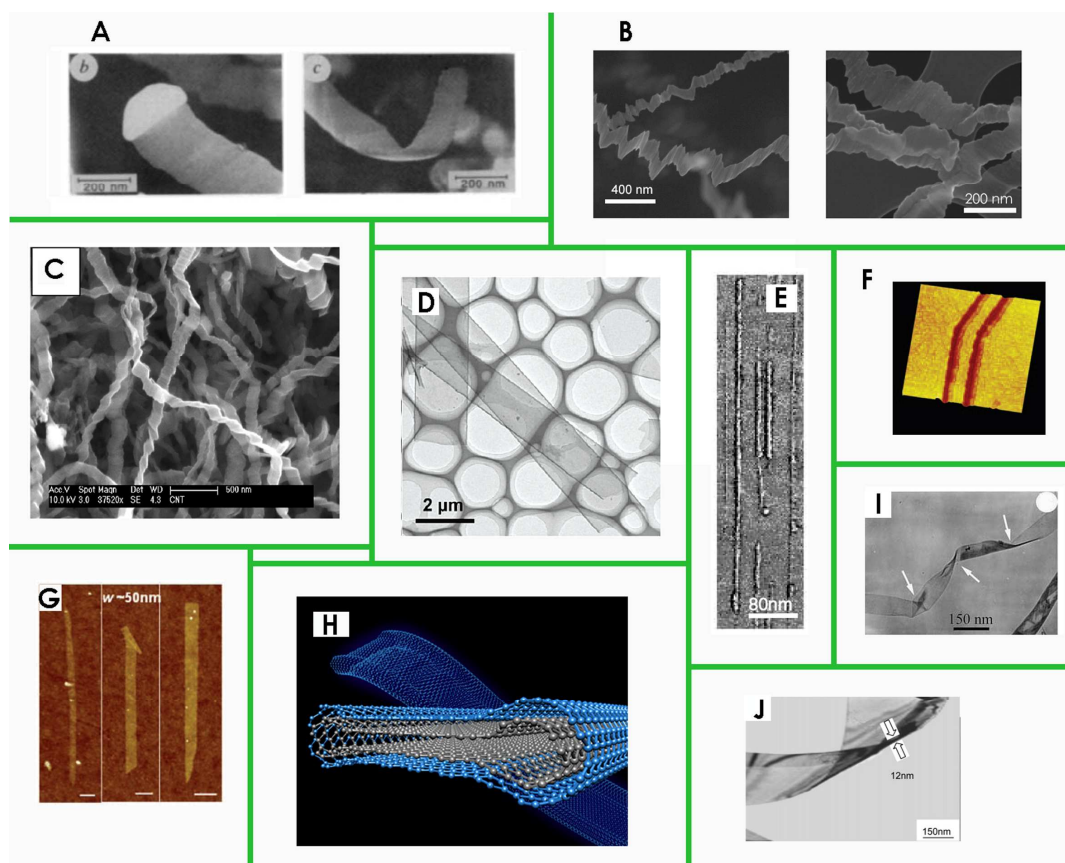 A
b
200 nm
c
200 nm
B
400 nm
200 nm
C
Acc.V Spot Magn Det WD 500 nm
10.0 kV 3.0 37520x SE 4.3 CNT
D
2 µm
E
80nm
F
G
w ~50nm
H
I
150 nm
J
12nm
150nm